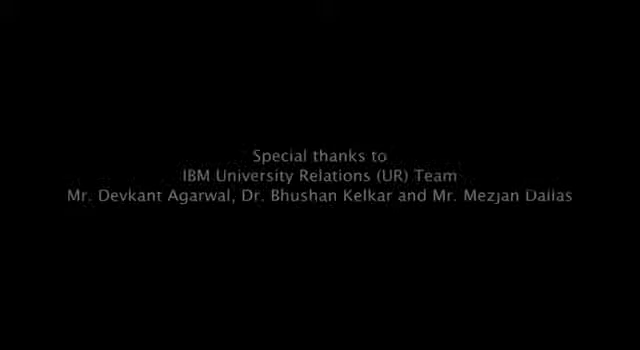 Special thanks to
IBM University Relations (UR) Team
Mr. Devkant Agarwal, Dr. Bhushan Kelkar and Mr. Mezjan Dallas